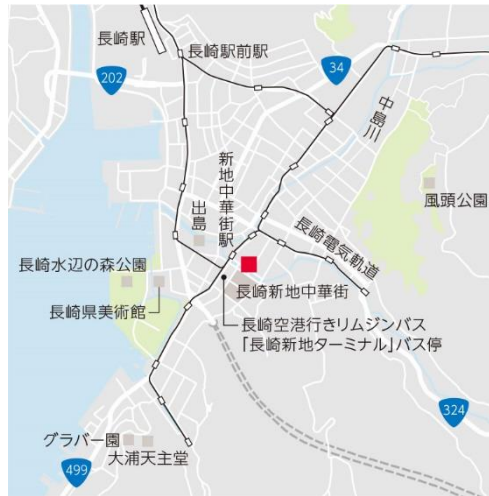 長崎駅
長崎駅前駅
202
34
中島川
新地中華街駅
出島
風頭公園
長崎電気軌道
長崎水辺の森公園
長崎新地中華街
長崎県美術館
長崎空港行きリムジンバス
「長崎新地ターミナル」バス停
324
グラバー園
大浦天主堂
499